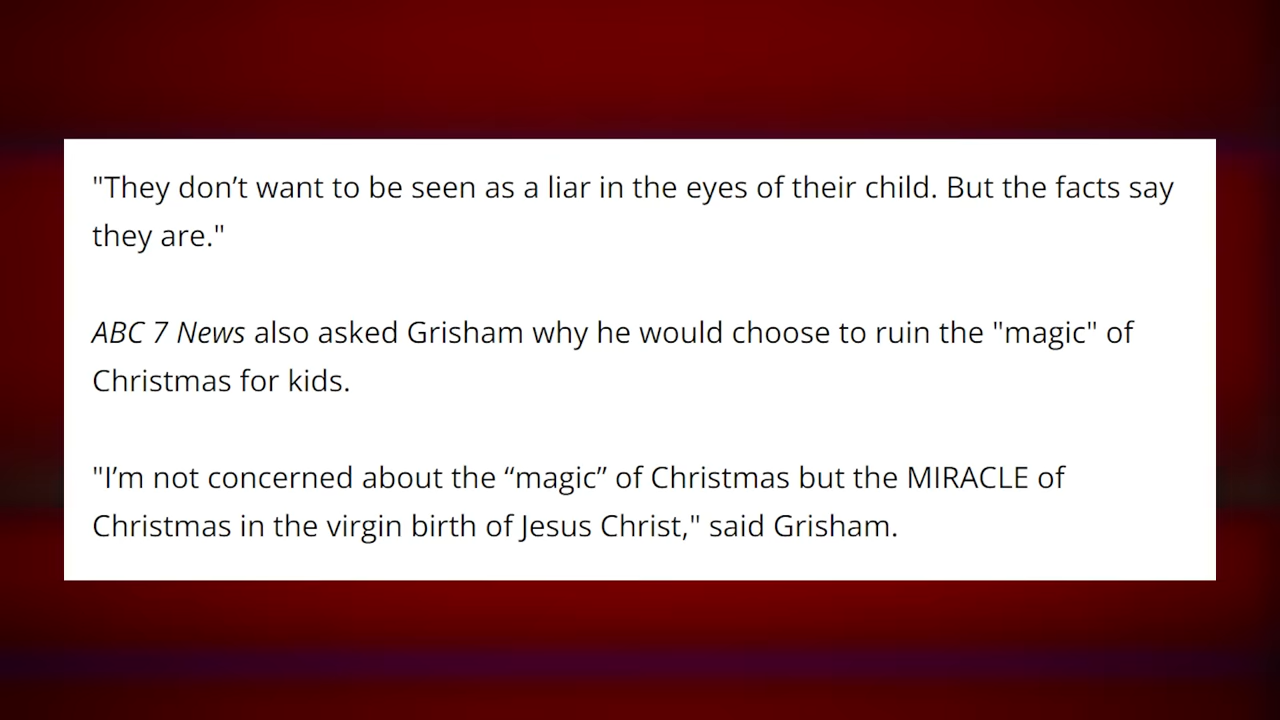 "They don’t want to be seen as a liar in the eyes of their child. But the facts say
they are."
ABC 7 News also asked Grisham why he would choose to ruin the "magic" of
Christmas for kids.
"I’m not concerned about the “magic” of Christmas but the MIRACLE of
Christmas in the virgin birth of Jesus Christ," said Grisham.